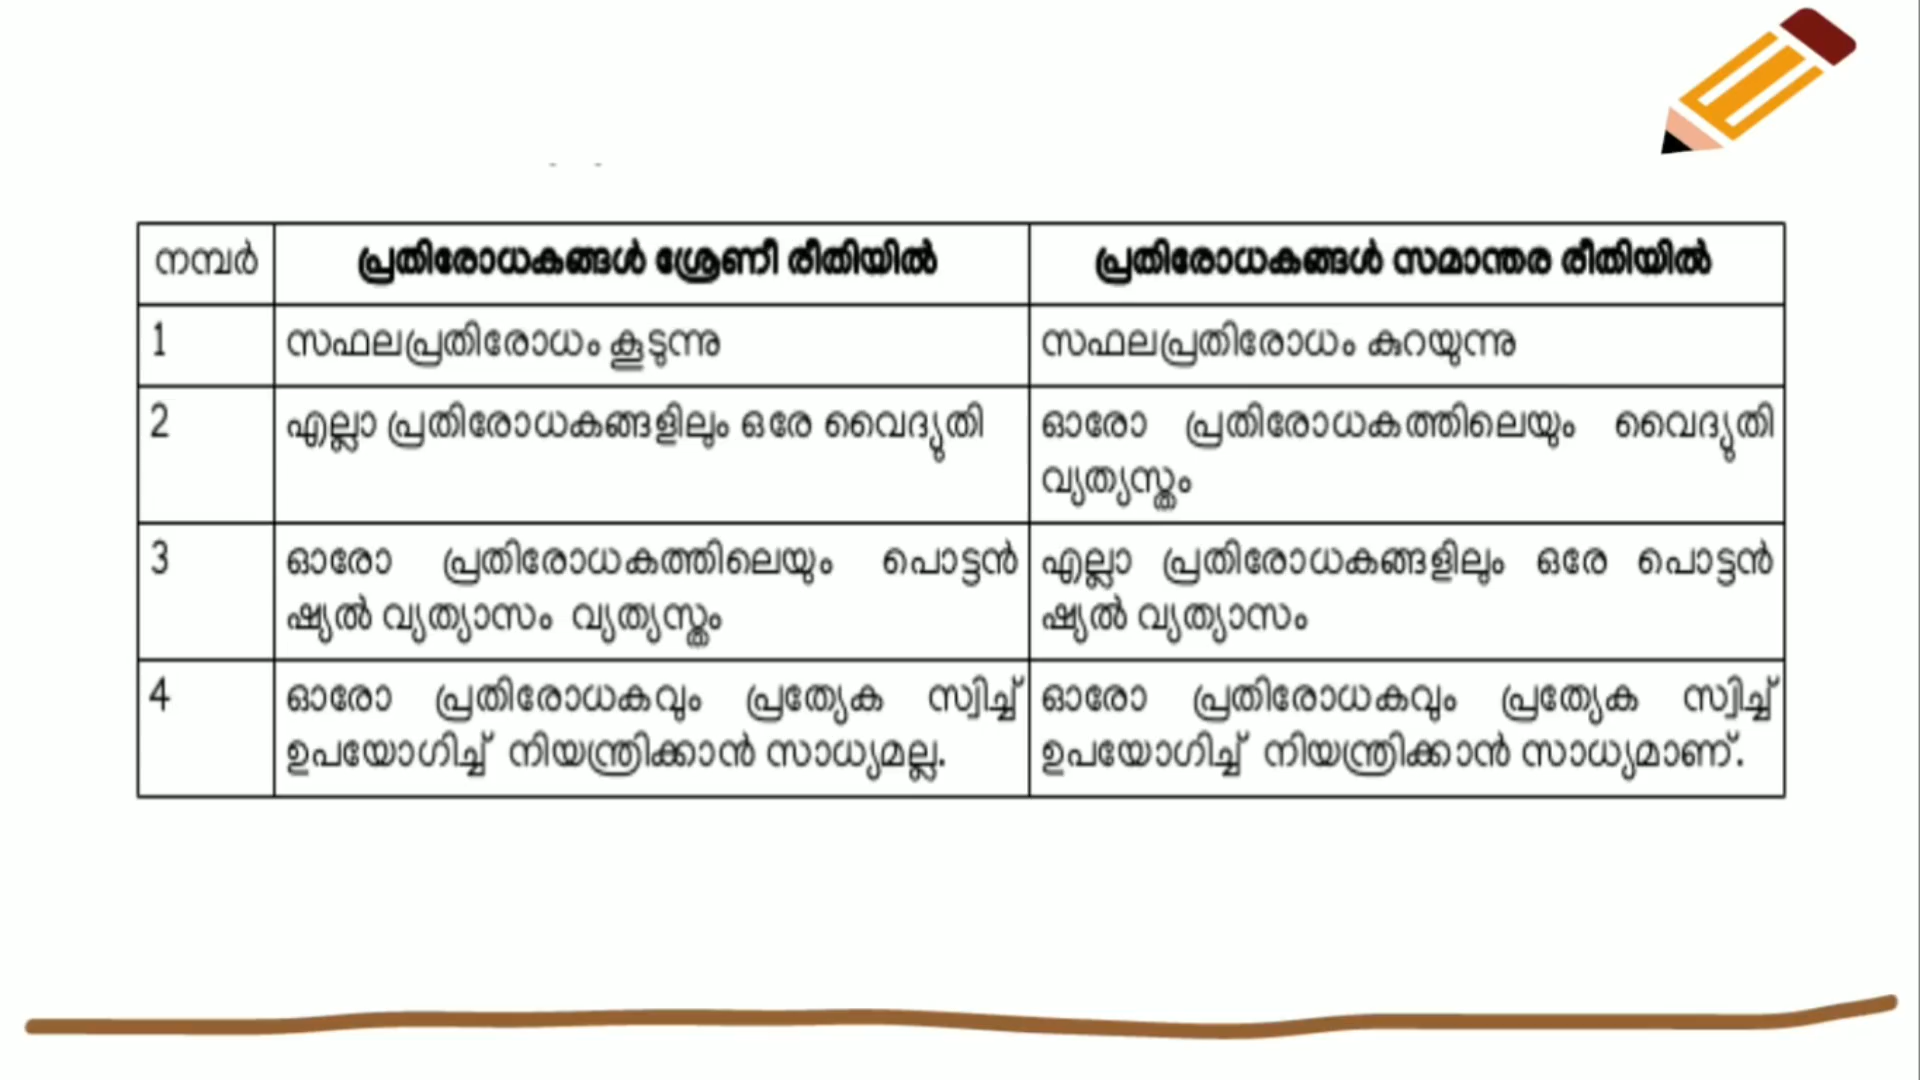 നമ്പർ പ്രതിരോധകങ്ങൾ ശ്രേണീ രീതിയിൽ പ്രതിരോധകങ്ങൾ സമാന്തര രീതിയിൽ
1 സഫലപ്രതിരോധം കൂടുന്നു സഫലപ്രതിരോധം കുറയുന്നു
2 എല്ലാ പ്രതിരോധകങ്ങളിലും ഒരേ വൈദ്യുതി ഓരോ പ്രതിരോധകത്തിലെയും വൈദ്യുതി
വ്യത്യസ്തം
3 ഓരോ പ്രതിരോധകത്തിലെയും പൊട്ടൻ എല്ലാ പ്രതിരോധകങ്ങളിലും ഒരേ പൊട്ടൻ
ഷ്യൽ വ്യത്യാസം വ്യത്യസ്തം ഷ്യൽ വ്യത്യാസം
4 ഓരോ പ്രതിരോധകവും പ്രത്യേക സ്വിച്ച് ഓരോ പ്രതിരോധകവും പ്രത്യേക സ്വിച്ച്
ഉപയോഗിച്ച് നിയന്ത്രിക്കാൻ സാധ്യമല്ല. ഉപയോഗിച്ച് നിയന്ത്രിക്കാൻ സാധ്യമാണ്.